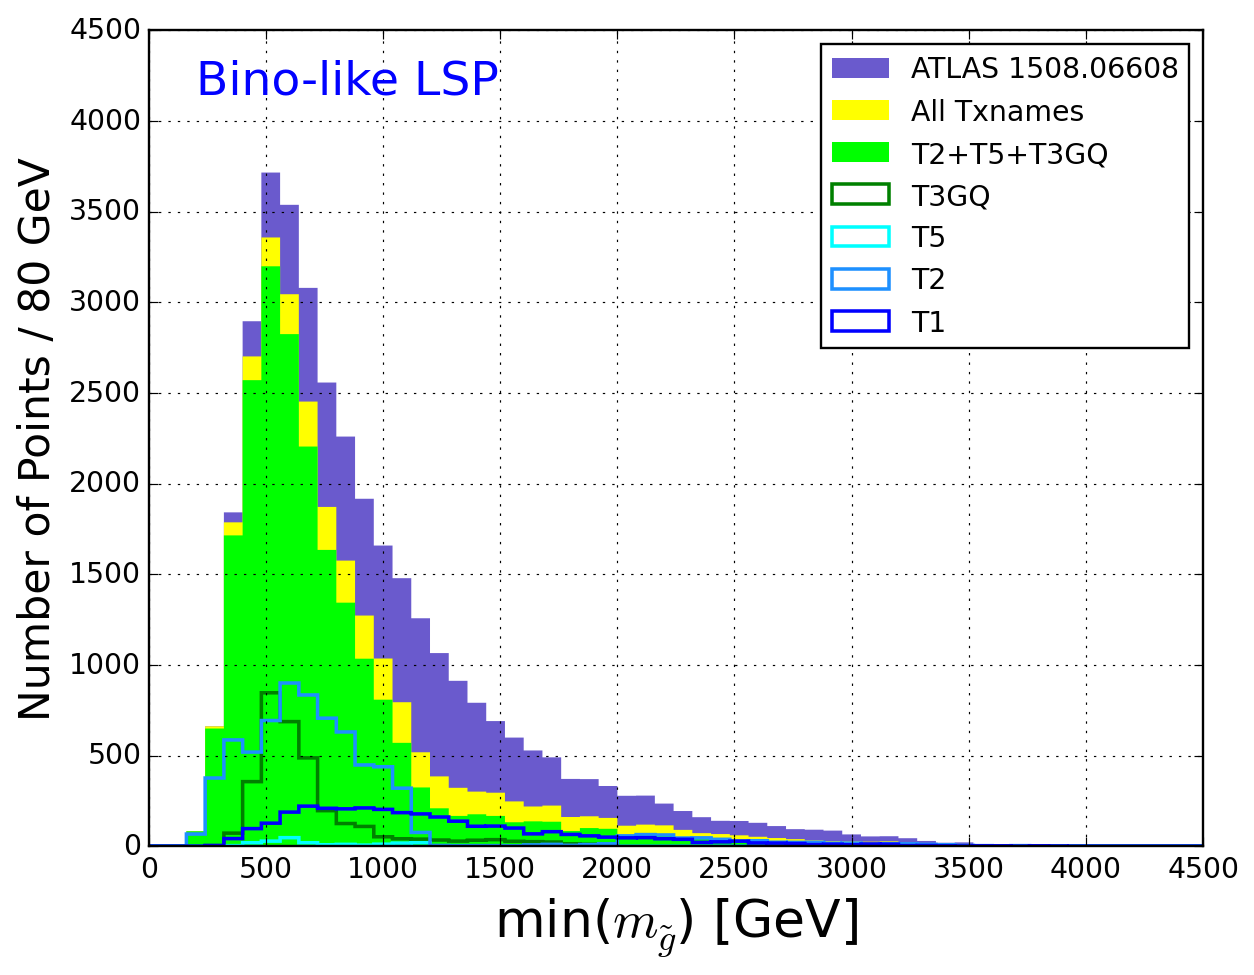 Bino-like LSP
ATLAS 1508.06608
All Txnames
T2+T5+T3GQ
T3GQ
T5
T2
T1
Number of Points / 80 GeV
4500
4000
3500
3000
2500
2000
1500
1000
500
0
0 500 1000 1500 2000 2500 3000 3500 4000 4500
min(m_g̃) [GeV]